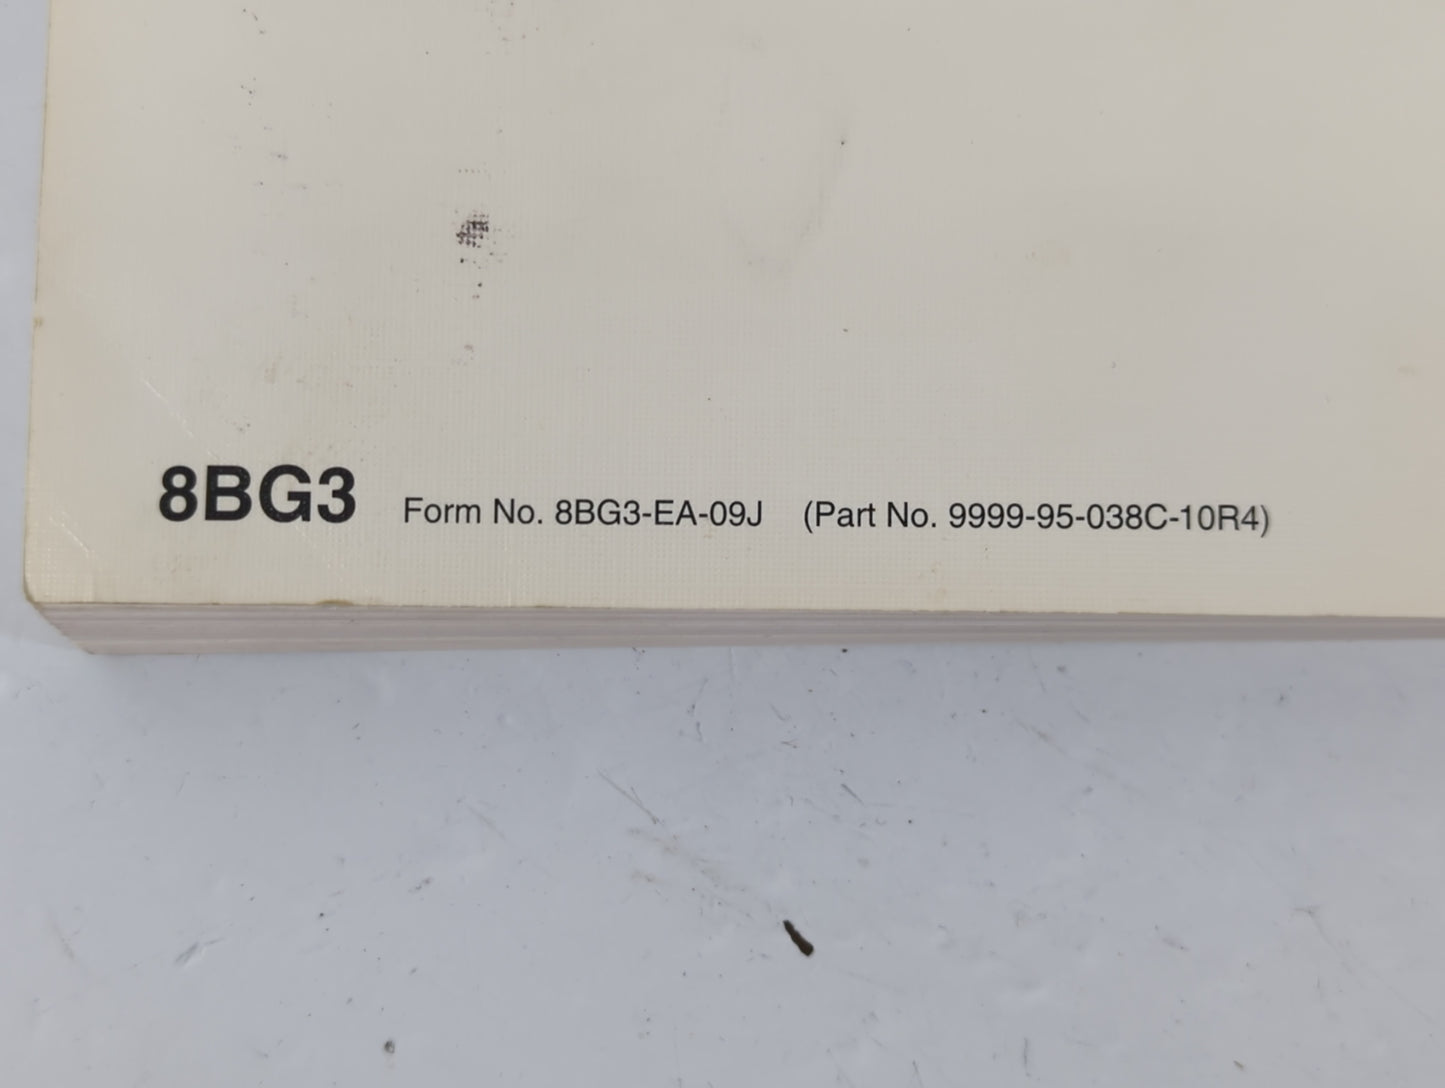 8BG3 Form No. 8BG3-EA-09J (Part No. 9999-95-038C-10R4)